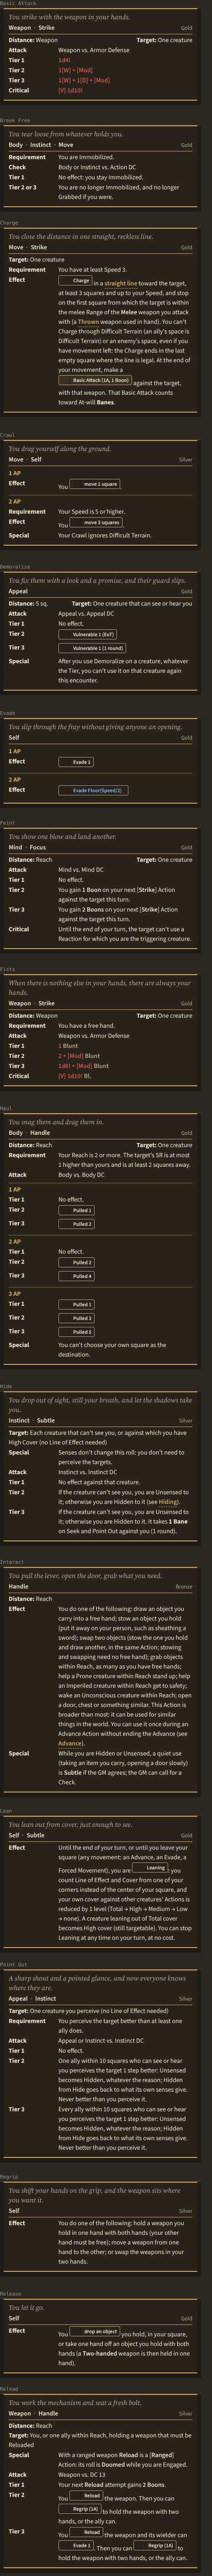 Basic Attack
You strike with the weapon in your hands.
Weapon · Strike Gold
Distance: Weapon Target: One creature
Attack Weapon vs. Armor Defense
Tier 1 1d4!
Tier 2 1[W] + [Mod]
Tier 3 1[W] + 1[D] + [Mod]
Critical [V] 1d10!
Break Free
You tear loose from whatever holds you.
Body · Instinct · Move Gold
Requirement You are Immobilized.
Check Body or Instinct vs. Action DC
Tier 1 No effect: you stay Immobilized.
Tier 2 or 3 You are no longer Immobilized, and no longer
Grabbed if you were.
Charge
You close the distance in one straight, reckless line.
Move · Strike Gold
Target: One creature
Requirement You have at least Speed 3.
Effect Charge in a straight line toward the target,
at least 3 squares and up to your Speed, and stop
on the first square from which the target is within
the melee Range of the Melee weapon you attack
with (a Thrown weapon used in hand). You can't
Charge through Difficult Terrain (an ally's space is
Difficult Terrain) or an enemy's space, even if you
have movement left: the Charge ends in the last
empty square where the line is legal. At the end of
your movement, make a
Basic Attack (1A, 1 Boon) against the target,
with that weapon. That Basic Attack counts
toward At-will Banes.
Crawl
You drag yourself along the ground.
Move · Self Silver
1 AP
Effect You move 1 square
2 AP
Requirement Your Speed is 5 or higher.
Effect You move 3 squares
Special Your Crawl ignores Difficult Terrain.
Demoralize
You fix them with a look and a promise, and their guard slips.
Appeal Gold
Distance: 5 sq. Target: One creature that can see or hear you
Attack Appeal vs. Appeal DC
Tier 1 No effect.
Tier 2 Vulnerable 1 (EoT)
Tier 3 Vulnerable 1 (1 round)
Special After you use Demoralize on a creature, whatever
the Tier, you can't use it on that creature again
this encounter.
Evade
You slip through the fray without giving anyone an opening.
Self Gold
1 AP
Effect Evade 1
2 AP
Effect Evade Floor(Speed/2)
Feint
You show one blow and land another.
Mind · Focus Gold
Distance: Reach Target: One creature
Attack Mind vs. Mind DC
Tier 1 No effect.
Tier 2 You gain 1 Boon on your next [Strike] Action
against the target this turn.
Tier 3 You gain 2 Boons on your next [Strike] Action
against the target this turn.
Critical Until the end of your turn, the target can't use a
Reaction for which you are the triggering creature.
Fists
When there is nothing else in your hands, there are always your
hands.
Weapon · Strike Gold
Distance: Weapon Target: One creature
Requirement You have a free hand.
Attack Weapon vs. Armor Defense
Tier 1 1 Blunt
Tier 2 2 + [Mod] Blunt
Tier 3 1d6! + [Mod] Blunt
Critical [V] 1d10! Bl.
Haul
You snag them and drag them in.
Body · Handle Gold
Distance: Reach Target: One creature
Requirement Your Reach is 2 or more. The target's SR is at most
1 higher than yours and is at least 2 squares away.
Attack Body vs. Body DC
1 AP
Tier 1 No effect.
Tier 2 Pulled 1
Tier 3 Pulled 2
2 AP
Tier 1 No effect.
Tier 2 Pulled 2
Tier 3 Pulled 4
3 AP
Tier 1 Pulled 1
Tier 2 Pulled 3
Tier 3 Pulled 5
Special You can't choose your own square as the
destination.
Hide
You drop out of sight, still your breath, and let the shadows take
you.
Instinct · Subtle Silver
Target: Each creature that can't see you, or against which you have
High Cover (no Line of Effect needed)
Special Senses don't change this roll: you don't need to
perceive the targets.
Attack Instinct vs. Instinct DC
Tier 1 No effect against that creature.
Tier 2 If the creature can't see you, you are Unsensed to
it; otherwise you are Hidden to it (see Hiding).
Tier 3 If the creature can't see you, you are Unsensed to
it; otherwise you are Hidden to it. It takes 1 Bane
on Seek and Point Out against you (1 round).
Interact
You pull the lever, open the door, grab what you need.
Handle Bronze
Distance: Reach
Effect You do one of the following: draw an object you
carry into a free hand; stow an object you hold
(put it away on your person, such as sheathing a
sword); swap two objects (stow the one you hold
and draw another, in the same Action; stowing
and swapping need no free hand); grab objects
within Reach, as many as you have free hands;
help a Prone creature within Reach stand up; help
an Imperiled creature within Reach get to safety;
wake an Unconscious creature within Reach; open
a door, chest or something similar. This Action is
broader than most: it can be used for similar
things in the world. You can use it once during an
Advance Action without ending the Advance (see
Advance).
Special While you are Hidden or Unsensed, a quiet use
(taking an item you carry, opening a door slowly)
is Subtle if the GM agrees; the GM can call for a
Check.
Lean
You lean out from cover, just enough to see.
Self · Subtle Gold
Effect Until the end of your turn, or until you leave your
square (any movement: an Advance, an Evade, a
Forced Movement), you are Leaning: you
count Line of Effect and Cover from one of your
corners instead of the center of your square, and
your own cover against other creatures' Actions is
reduced by 1 level (Total → High → Medium → Low
→ none). A creature leaning out of Total cover
becomes High cover (still targetable). You can stop
Leaning at any time on your turn, at no cost.
Point Out
A sharp shout and a pointed glance, and now everyone knows
where they are.
Appeal · Instinct Silver
Target: One creature you perceive (no Line of Effect needed)
Requirement You perceive the target better than at least one
ally does.
Attack Appeal or Instinct vs. Instinct DC
Tier 1 No effect.
Tier 2 One ally within 10 squares who can see or hear
you perceives the target 1 step better: Unsensed
becomes Hidden, whatever the reason; Hidden
from Hide goes back to what its own senses give.
Never better than you perceive it.
Tier 3 Every ally within 10 squares who can see or hear
you perceives the target 1 step better: Unsensed
becomes Hidden, whatever the reason; Hidden
from Hide goes back to what its own senses give.
Never better than you perceive it.
Regrip
You shift your hands on the grip, and the weapon sits where
you want it.
Self Gold
Effect You do one of the following: hold a weapon you
hold in one hand with both hands (your other
hand must be free); move a weapon from one
hand to the other; or swap the weapons in your
two hands.
Release
You let it go.
Self Gold
Effect You drop an object you hold, in your square,
or take one hand off an object you hold with both
hands (a Two-handed weapon is then held in one
hand).
Reload
You work the mechanism and seat a fresh bolt.
Weapon · Handle Silver
Distance: Reach
Target: You, or one ally within Reach, holding a weapon that must be
Reloaded
Special With a ranged weapon Reload is a [Ranged]
Action: its roll is Doomed while you are Engaged.
Attack Weapon vs. DC 13
Tier 1 Your next Reload attempt gains 2 Boons.
Tier 2 You Reload the weapon. Then you can
Regrip (1A) to hold the weapon with two
hands, or the ally can.
Tier 3 You Reload the weapon and its wielder can
Evade 1. Then you can Regrip (1A) to
hold the weapon with two hands, or the ally can.